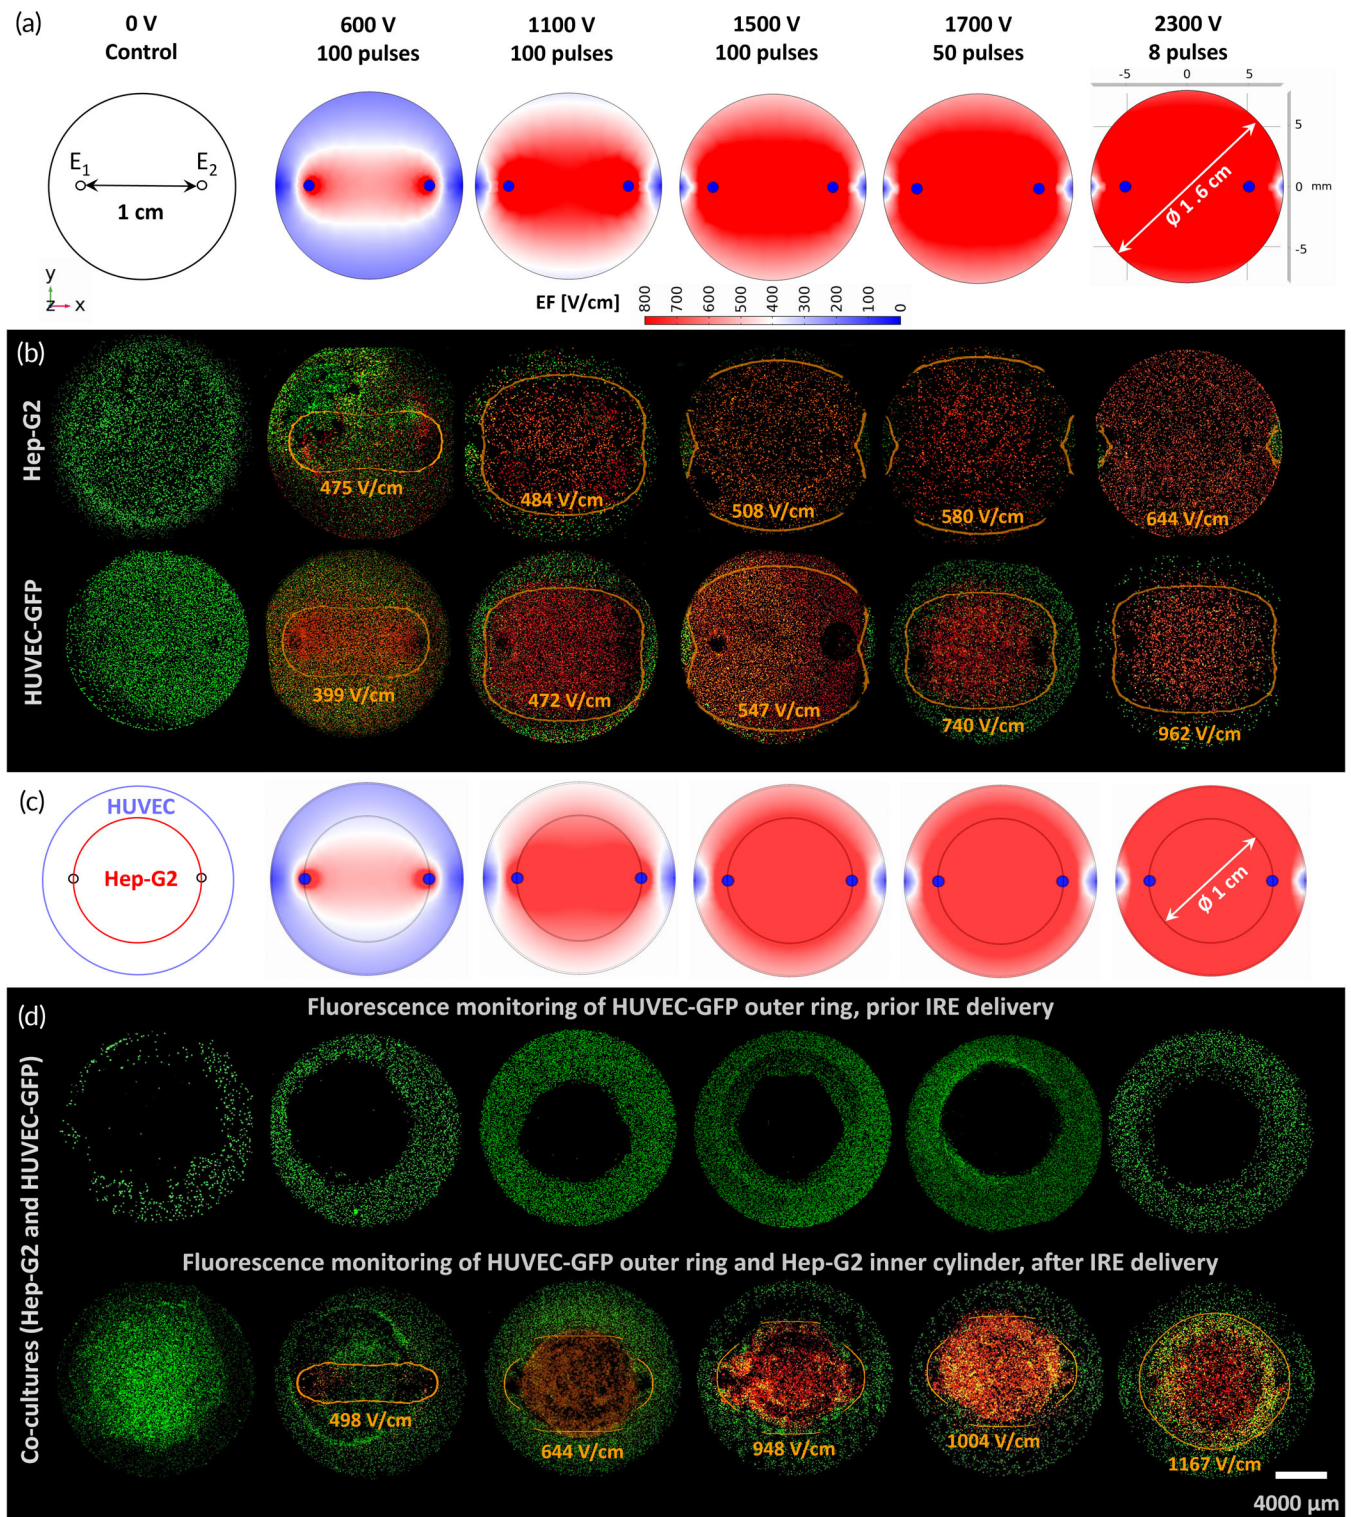 (a)
0 V
Control
600 V
100 pulses
1100 V
100 pulses
1500 V
100 pulses
1700 V
50 pulses
2300 V
8 pulses
-5 0 5
E1 E2
1 cm
Ø 1.6 cm
5
0 mm
-5
y
z x
EF [V/cm]
800 700 600 500 400 300 200 100 0
(b)
Hep-G2
475 V/cm
484 V/cm
508 V/cm
580 V/cm
644 V/cm
HUVEC-GFP
399 V/cm
472 V/cm
547 V/cm
740 V/cm
962 V/cm
(c)
HUVEC
Hep-G2
Ø 1 cm
(d)
Co-cultures (Hep-G2 and HUVEC-GFP)
Fluorescence monitoring of HUVEC-GFP outer ring, prior IRE delivery
Fluorescence monitoring of HUVEC-GFP outer ring and Hep-G2 inner cylinder, after IRE delivery
498 V/cm
644 V/cm
948 V/cm
1004 V/cm
1167 V/cm
4000 µm